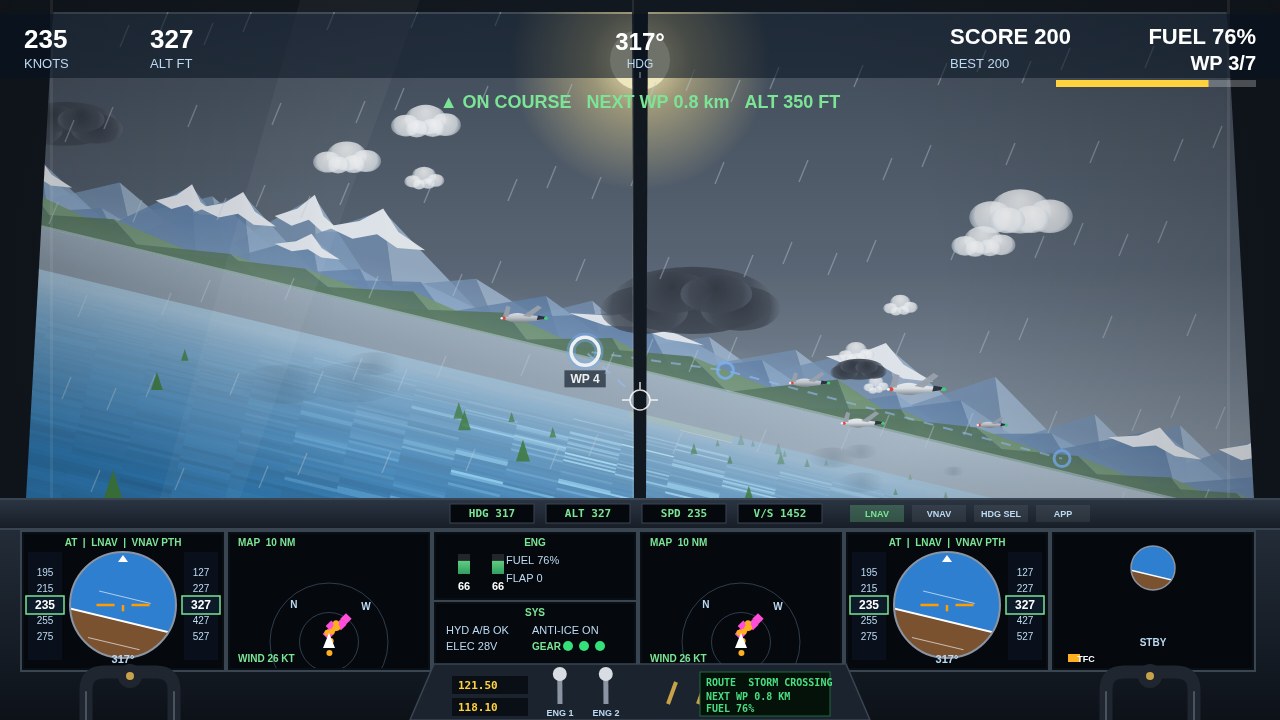 235
KNOTS
327
ALT FT
317°
HDG
SCORE 200
BEST 200
FUEL 76%
WP 3/7
▲ ON COURSE NEXT WP 0.8 km ALT 350 FT
WP 4
HDG 317
ALT 327
SPD 235
V/S 1452
LNAV
VNAV
HDG SEL
APP
AT | LNAV | VNAV PTH
195
215
235
255
275
127
227
327
427
527
317°
MAP 10 NM
N
W
WIND 26 KT
ENG
FUEL 76%
FLAP 0
66
66
SYS
HYD A/B OK
ANTI-ICE ON
ELEC 28V
GEAR
MAP 10 NM
N
W
WIND 26 KT
AT | LNAV | VNAV PTH
195
215
235
255
275
127
227
327
427
527
317°
STBY
TFC
121.50
118.10
ENG 1
ENG 2
ROUTE STORM CROSSING
NEXT WP 0.8 KM
FUEL 76%